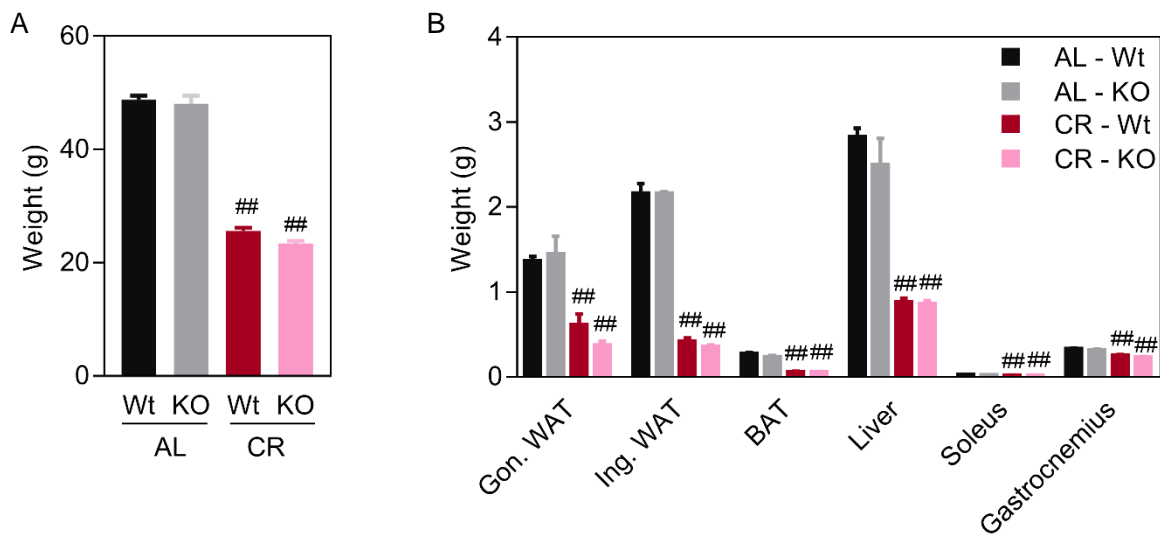 A
Weight (g)
60
40
20
0
##
##
Wt KO Wt KO
AL CR
B
Weight (g)
4
3
2
1
0
AL - Wt
AL - KO
CR - Wt
CR - KO
##
##
##
##
## ##
## ##
## ##
##
##
Gon. WAT
Ing. WAT
BAT
Liver
Soleus
Gastrocnemius